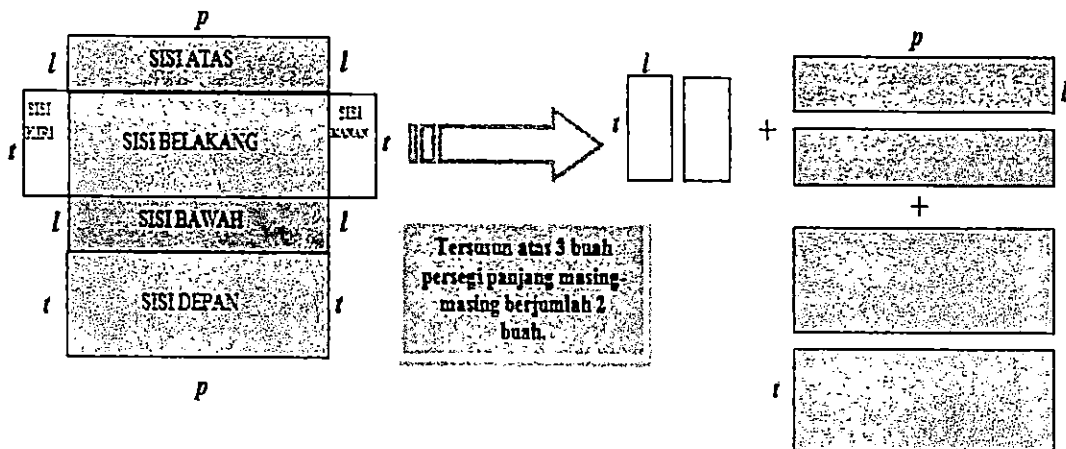 p
l SISI ATAS l
SISI
KIRI
t
SISI BELAKANG
SISI
KANAN
t
l SISI BAWAH l
t SISI DEPAN t
p
Tersusun atas 3 buah
persegi panjang masing-
masing berjumlah 2
buah.
l
t
+
p
l
+
t